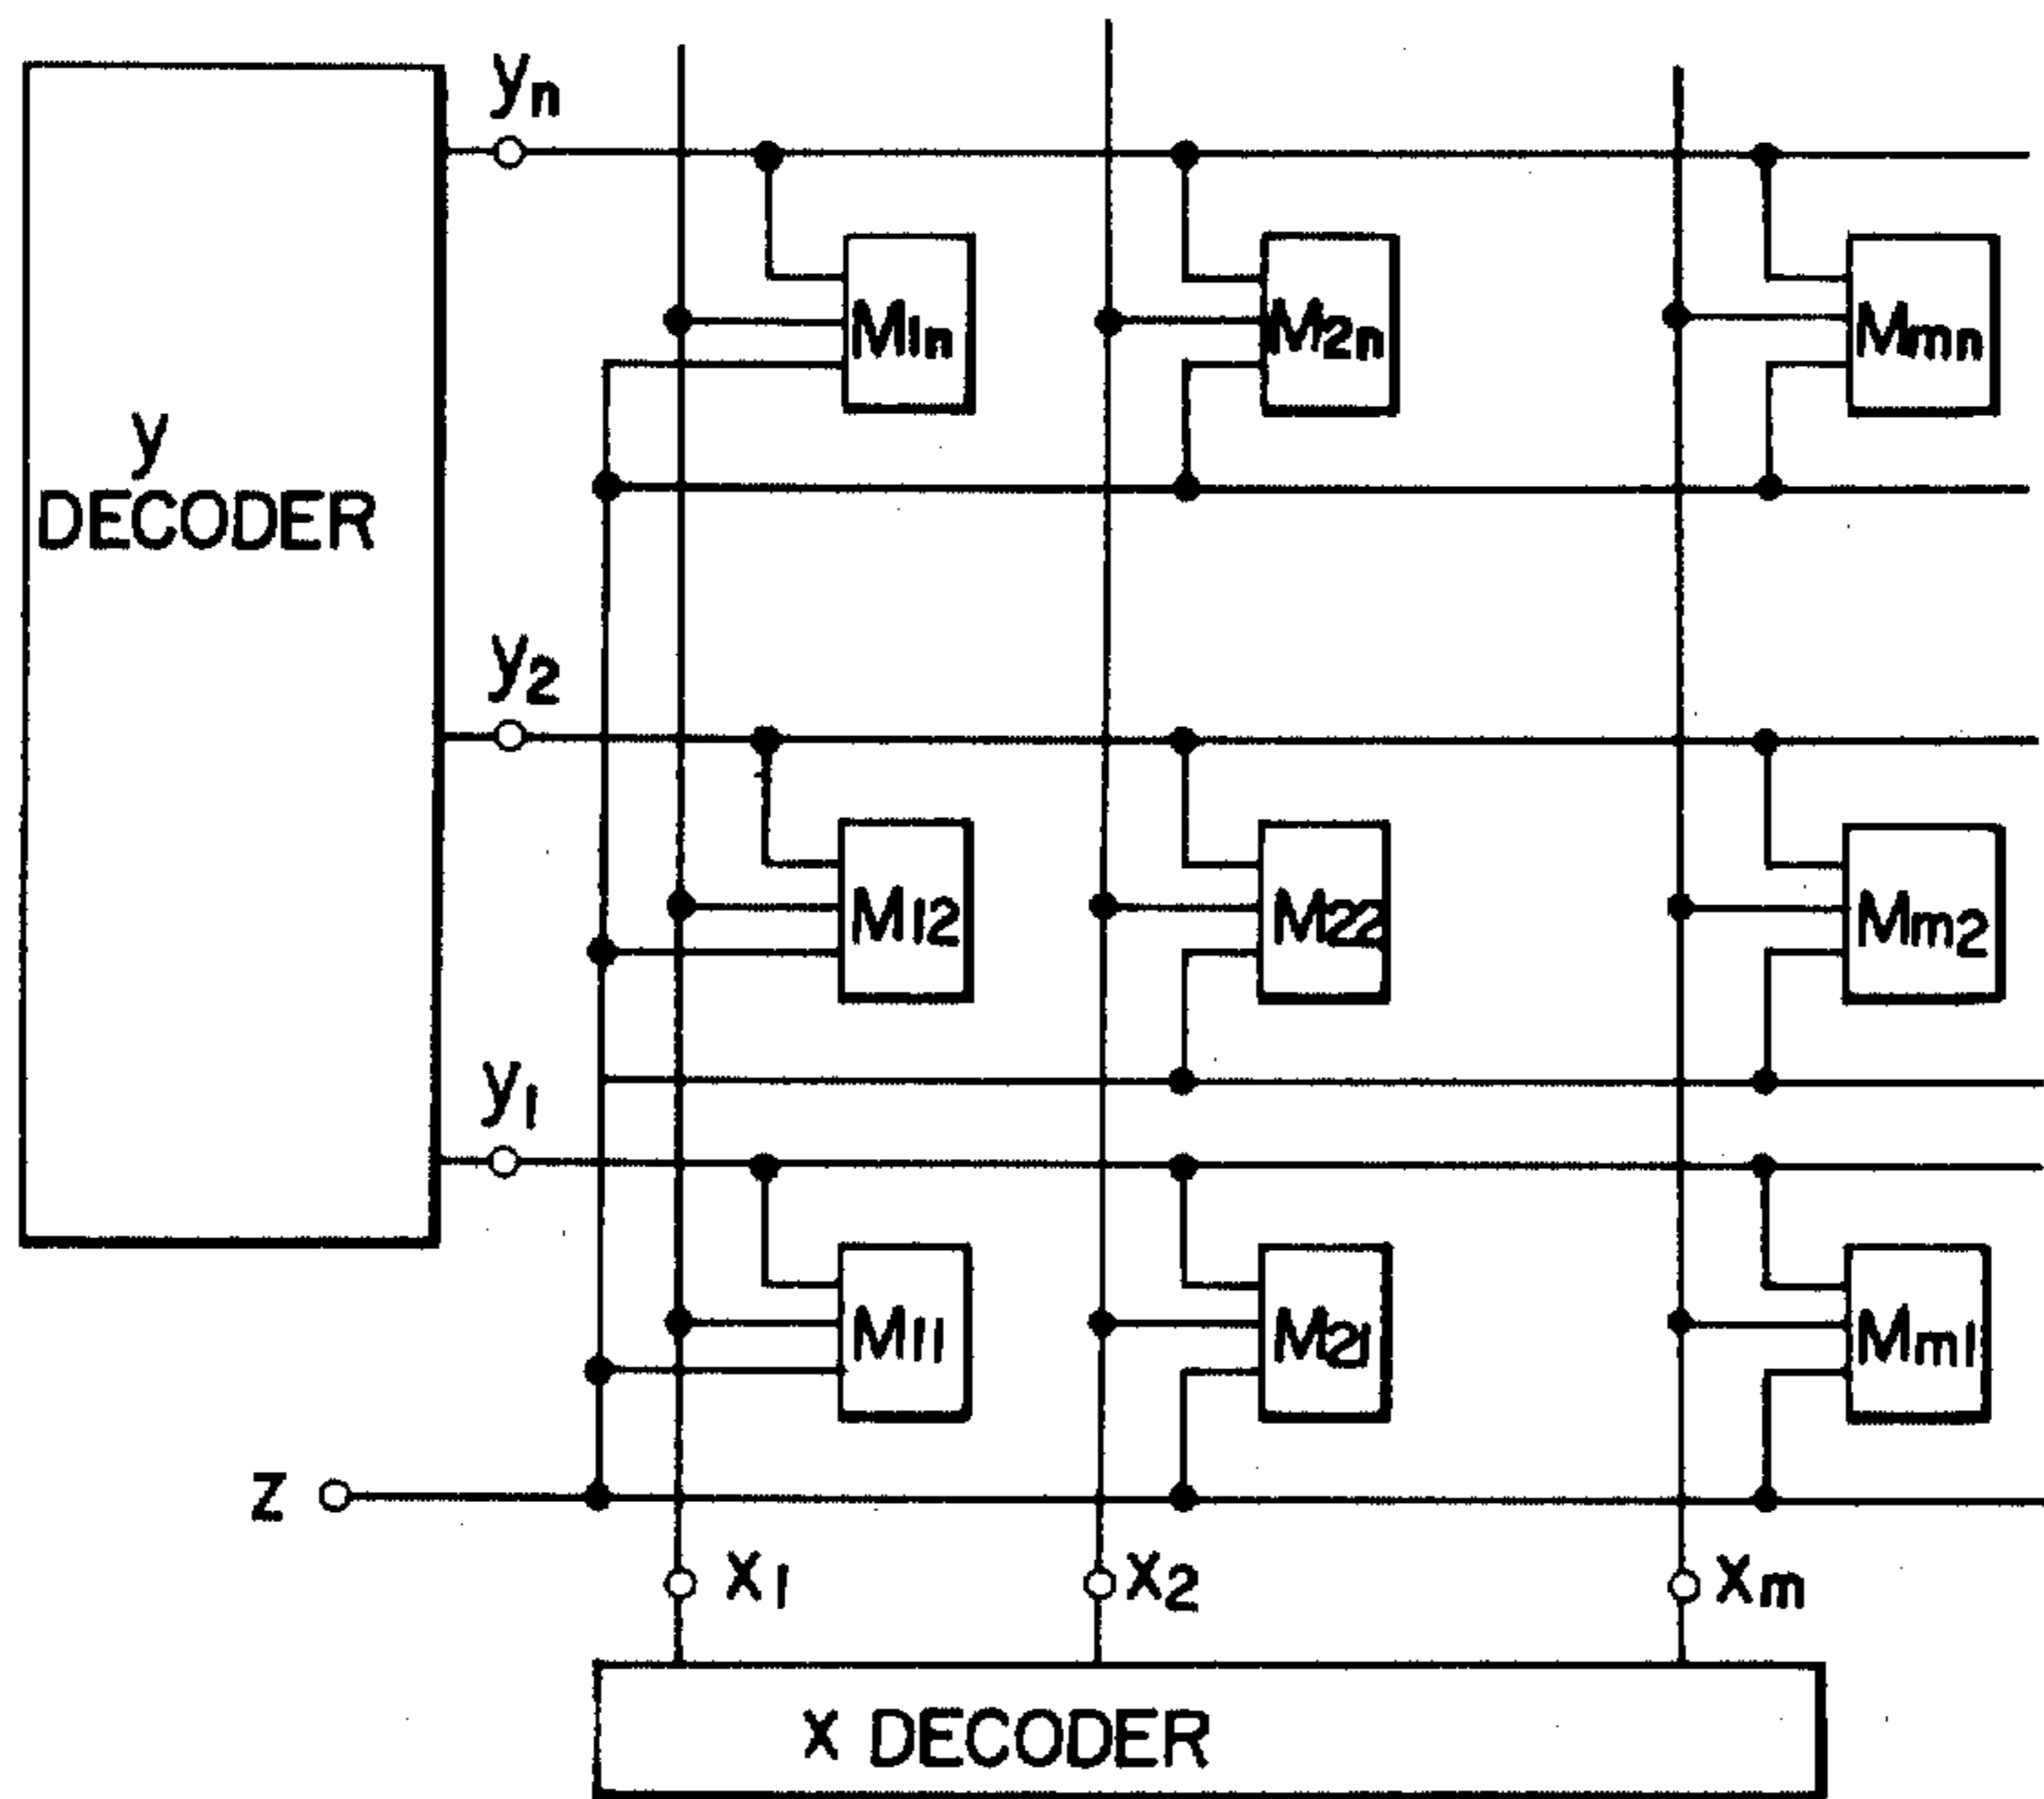 yn
M1n M2n Mmn
y
DECODER
y2
M12 M22 Mm2
y1
M11 M21 Mm1
z
x1 x2 xm
x DECODER